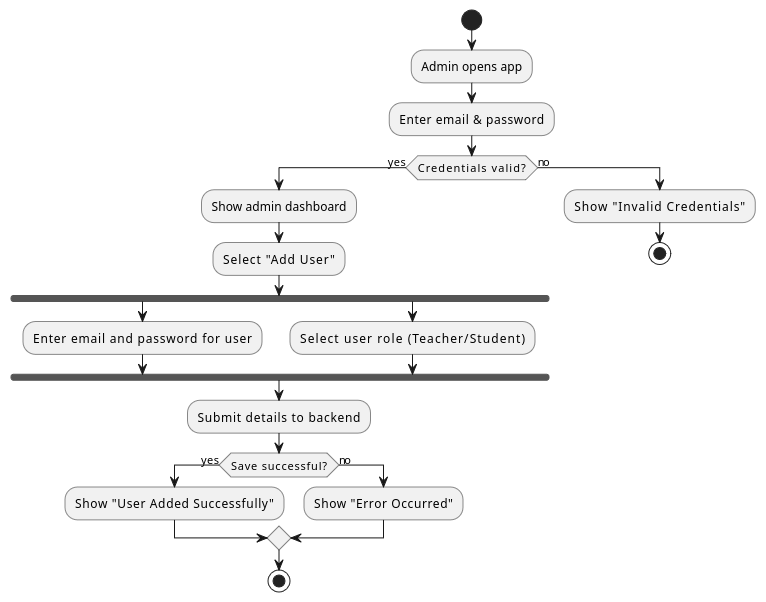 Admin opens app
Enter email & password
yes
Credentials valid?
no
Show admin dashboard
Show "Invalid Credentials"
Select "Add User"
Enter email and password for user
Select user role (Teacher/Student)
Submit details to backend
yes
Save successful?
no
Show "User Added Successfully"
Show "Error Occurred"